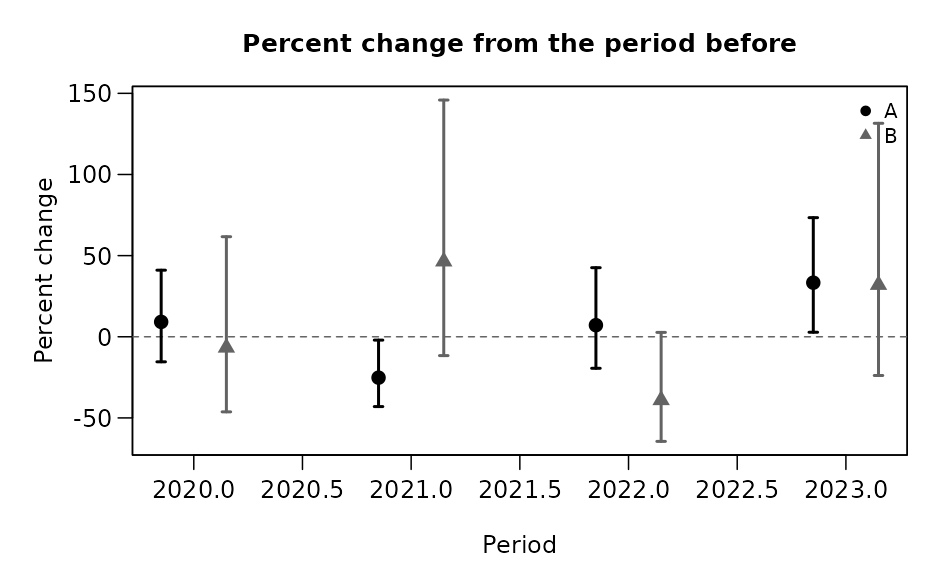 Percent change from the period before
Percent change
150
100
50
0
-50
A
B
2020.0 2020.5 2021.0 2021.5 2022.0 2022.5 2023.0
Period